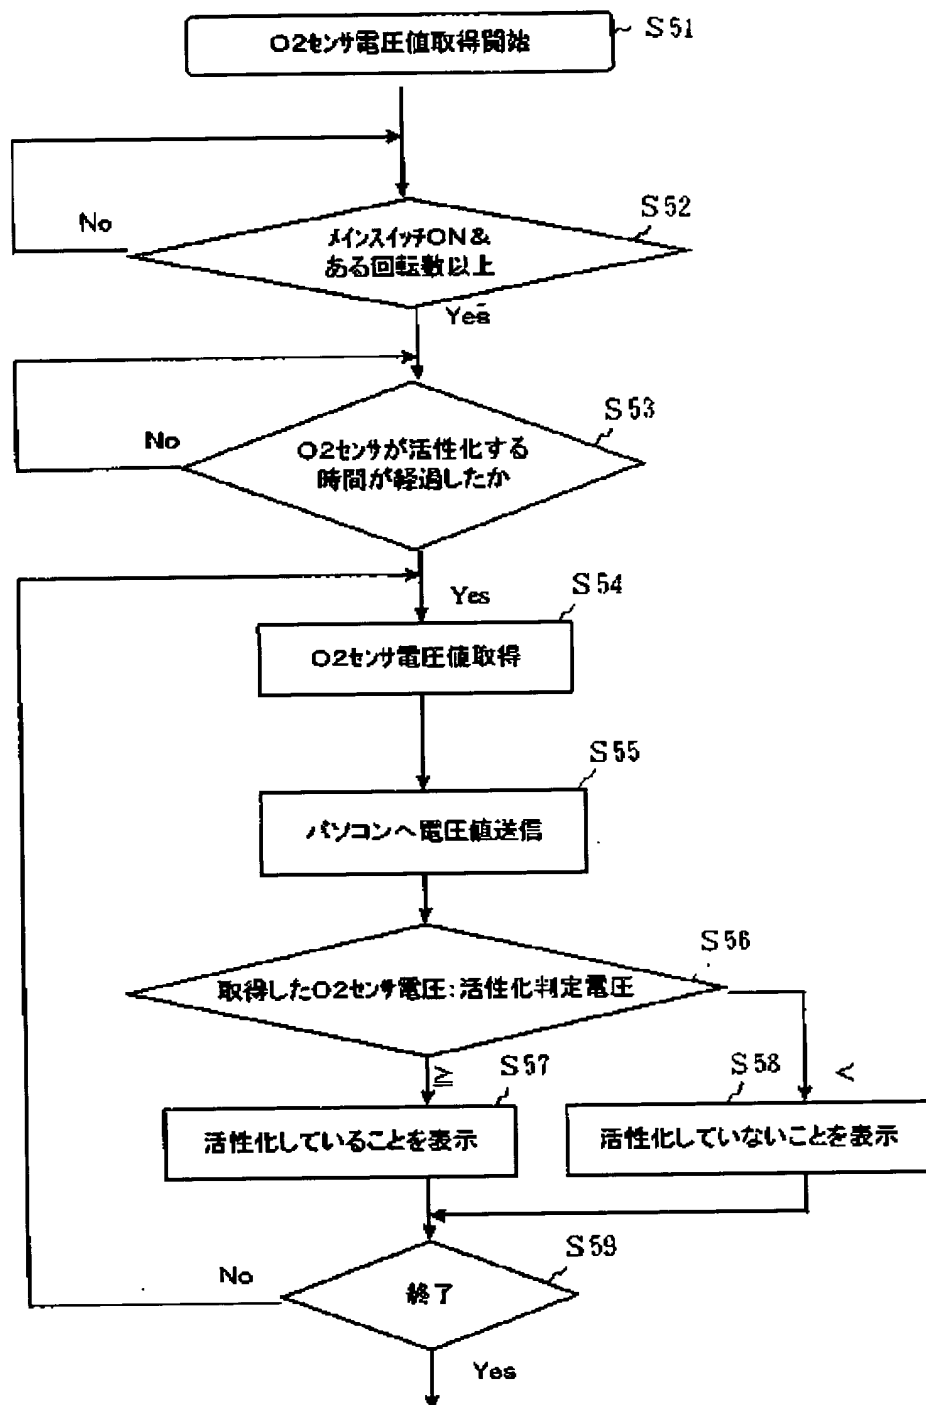 O2センサ電圧値取得開始
S51
No
S52
メインスイッチON&
ある回転数以上
Yes
S53
No
O2センサが活性化する
時間が経過したか
Yes
S54
O2センサ電圧値取得
S55
パソコンへ電圧値送信
S56
取得したO2センサ電圧:活性化判定電圧
≧
S57
S58
<
活性化していることを表示
活性化していないことを表示
S59
No
終了
Yes